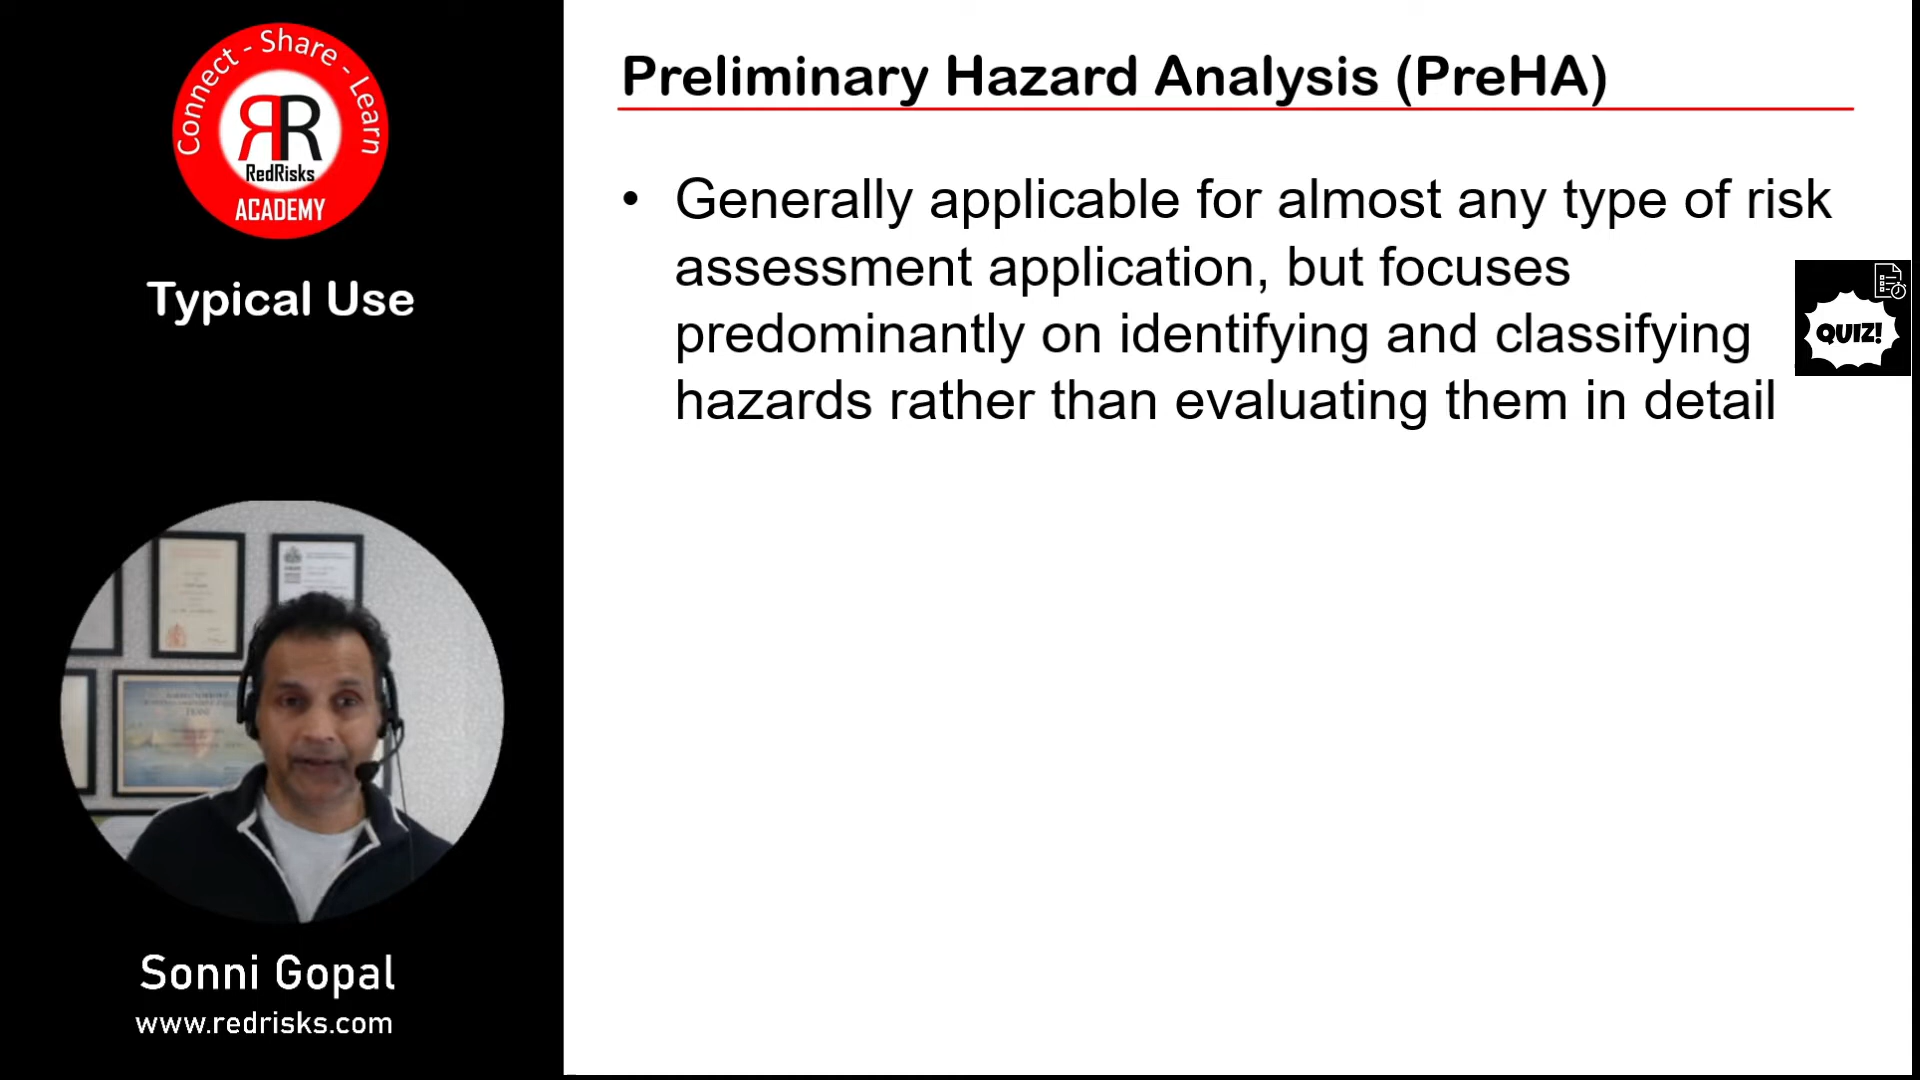 Connect - Share - Learn
RR
RedRisks
ACADEMY
Typical Use
Sonni Gopal
www.redrisks.com
Preliminary Hazard Analysis (PreHA)
• Generally applicable for almost any type of risk
assessment application, but focuses
predominantly on identifying and classifying
hazards rather than evaluating them in detail
QUIZ!